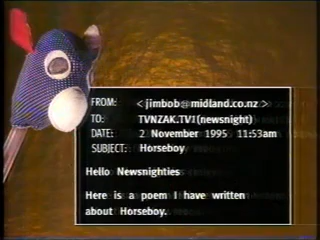 FROM: <jimbob@midland.co.nz>
TO: TVNZAK.TV1(newsnight)
DATE: 2 November 1995 11:53am
SUBJECT: Horseboy
Hello Newsnighties
Here is a poem I have written
about Horseboy.